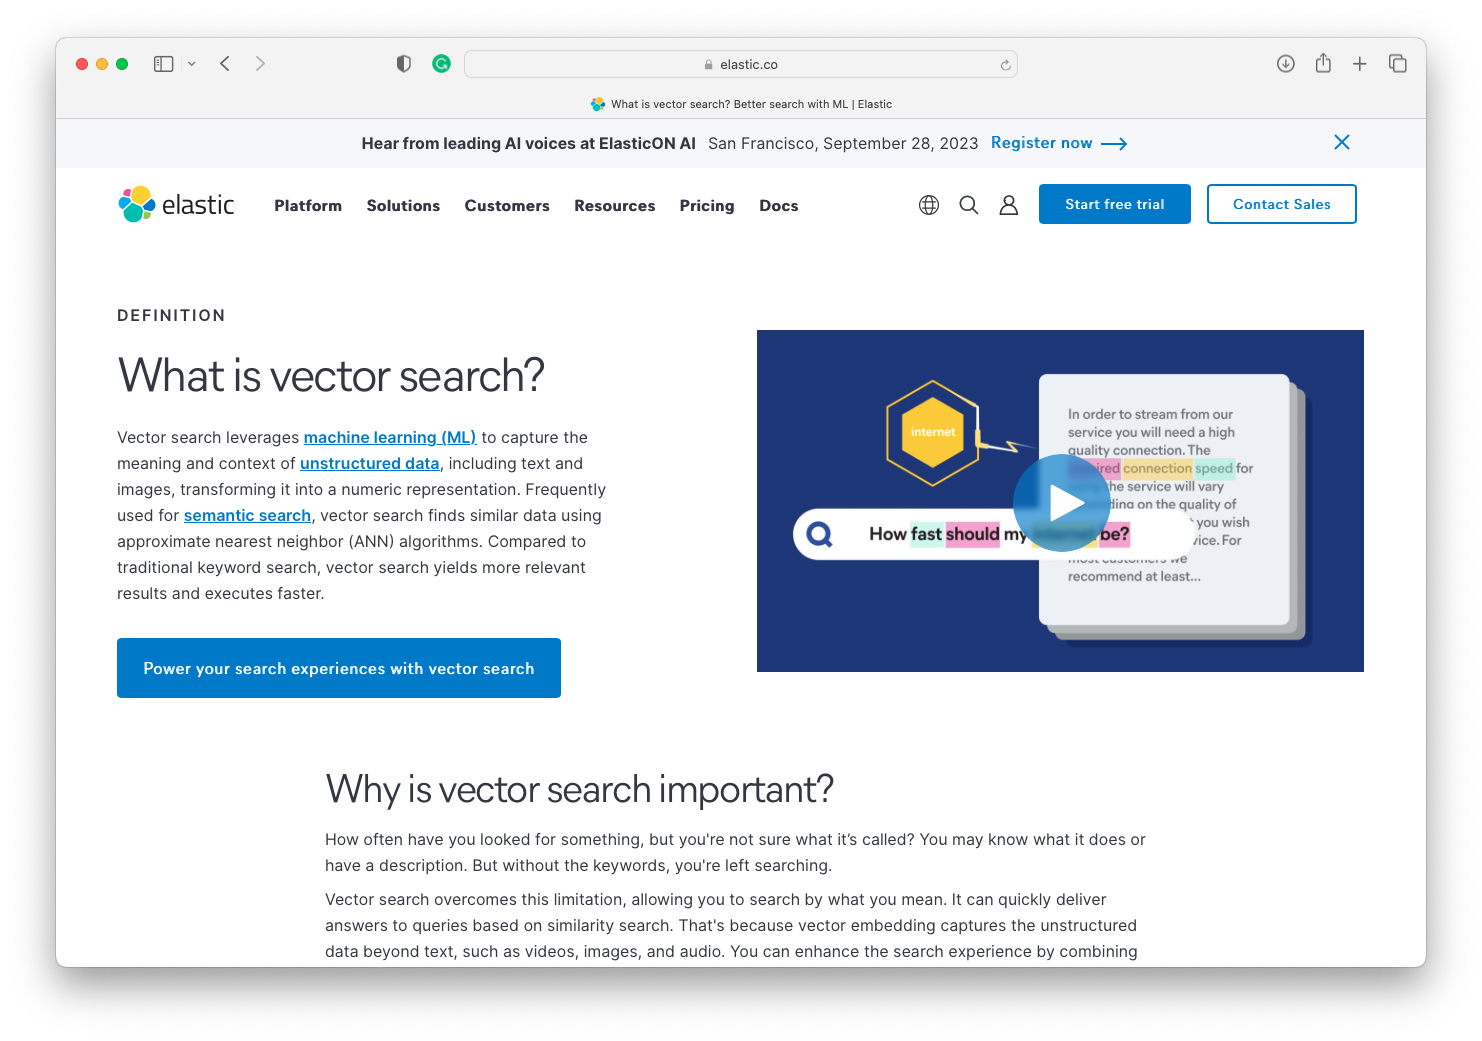 elastic.co
What is vector search? Better search with ML | Elastic
Hear from leading AI voices at ElasticON AI San Francisco, September 28, 2023 Register now
elastic Platform Solutions Customers Resources Pricing Docs Start free trial Contact Sales
DEFINITION
What is vector search?
Vector search leverages machine learning (ML) to capture the
meaning and context of unstructured data, including text and
images, transforming it into a numeric representation. Frequently
used for semantic search, vector search finds similar data using
approximate nearest neighbor (ANN) algorithms. Compared to
traditional keyword search, vector search yields more relevant
results and executes faster.
Power your search experiences with vector search
internet
In order to stream from our
service you will need a high
quality connection. The
connection speed for
the service will vary
on the quality of
you wish
For
most customers we
recommend at least...
How fast should my internet be?
Why is vector search important?
How often have you looked for something, but you're not sure what it’s called? You may know what it does or
have a description. But without the keywords, you're left searching.
Vector search overcomes this limitation, allowing you to search by what you mean. It can quickly deliver
answers to queries based on similarity search. That's because vector embedding captures the unstructured
data beyond text, such as videos, images, and audio. You can enhance the search experience by combining